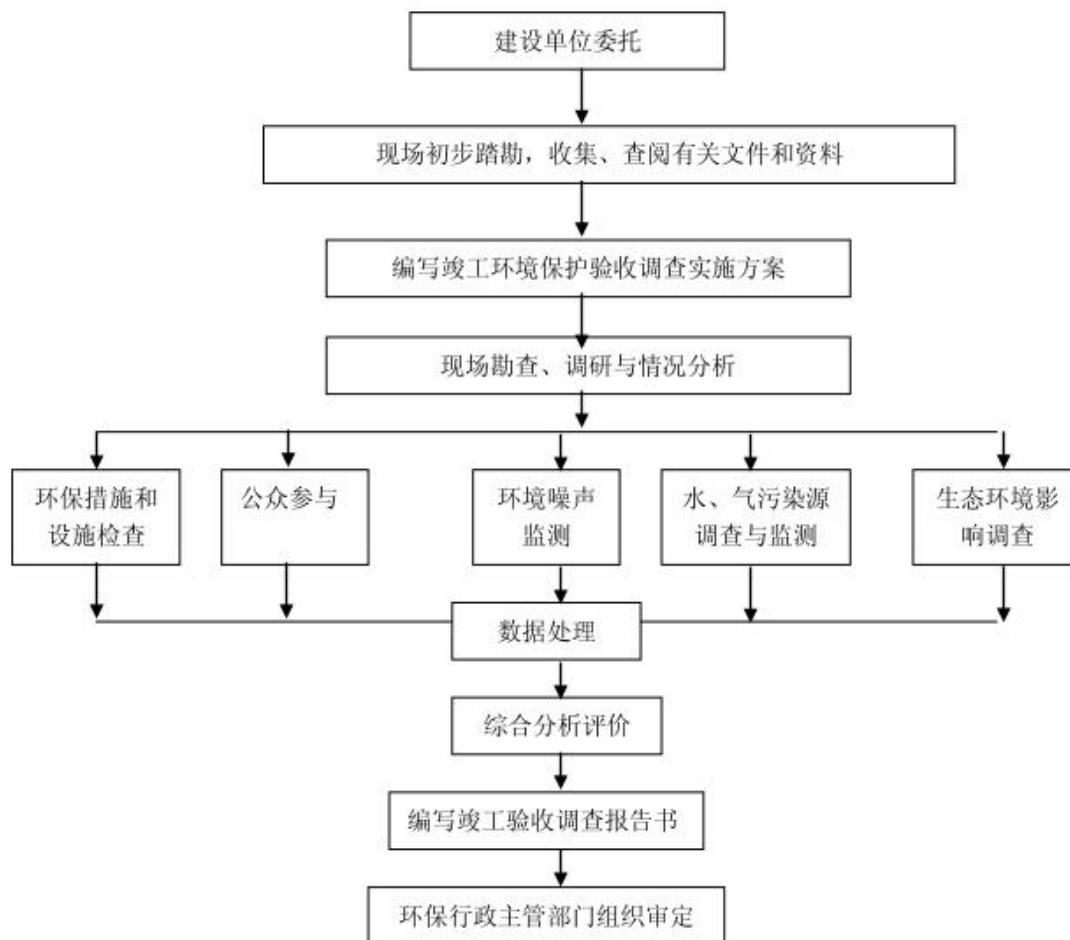 建设单位委托
现场初步踏勘，收集、查阅有关文件和资料
编写竣工环境保护验收调查实施方案
现场勘查、调研与情况分析
环保措施和
设施检查
公众参与
环境噪声
监测
水、气污染源
调查与监测
生态环境影
响调查
数据处理
综合分析评价
编写竣工验收调查报告书
环保行政主管部门组织审定